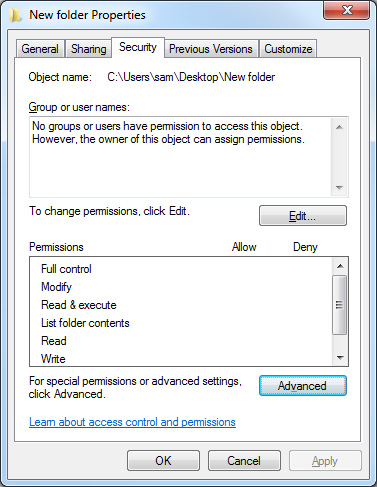 New folder Properties
General
Sharing
Security
Previous Versions
Customize
Object name: C:\Users\sam\Desktop\New folder
Group or user names:
No groups or users have permission to access this object.
However, the owner of this object can assign permissions.
To change permissions, click Edit.
Edit...
Permissions Allow Deny
Full control
Modify
Read & execute
List folder contents
Read
Write
For special permissions or advanced settings,
click Advanced.
Advanced
Learn about access control and permissions
OK
Cancel
Apply